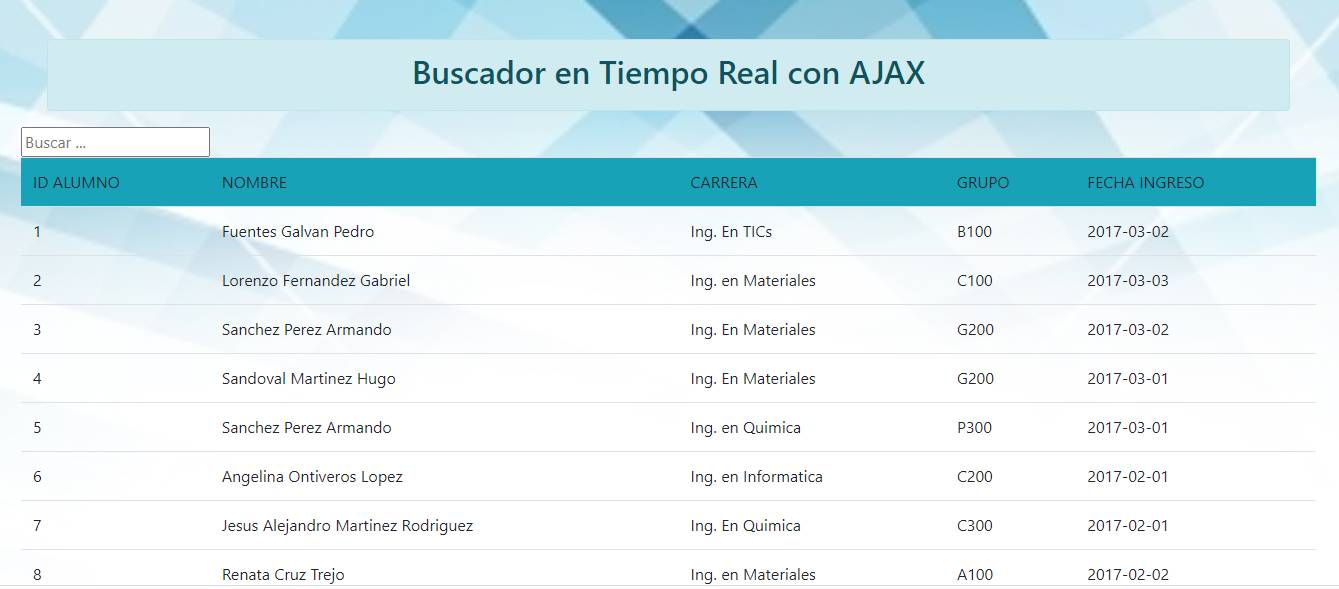 Buscador en Tiempo Real con AJAX
Buscar ...
ID ALUMNO NOMBRE CARRERA GRUPO FECHA INGRESO
1 Fuentes Galvan Pedro Ing. En TICs B100 2017-03-02
2 Lorenzo Fernandez Gabriel Ing. en Materiales C100 2017-03-03
3 Sanchez Perez Armando Ing. En Materiales G200 2017-03-02
4 Sandoval Martinez Hugo Ing. En Materiales G200 2017-03-01
5 Sanchez Perez Armando Ing. en Quimica P300 2017-03-01
6 Angelina Ontiveros Lopez Ing. en Informatica C200 2017-02-01
7 Jesus Alejandro Martinez Rodriguez Ing. En Quimica C300 2017-02-01
8 Renata Cruz Trejo Ing. en Materiales A100 2017-02-02